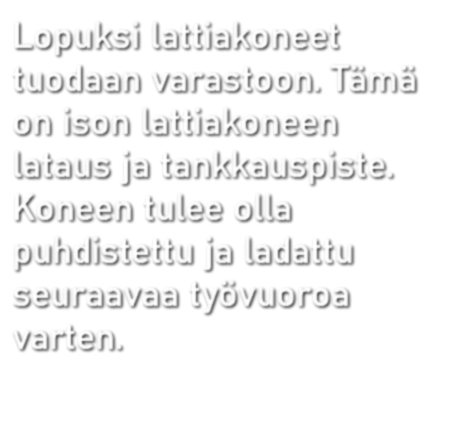 Lopuksi lattiakoneet
tuodaan varastoon. Tämä
on ison lattiakoneen
lataus ja tankkauspiste.
Koneen tulee olla
puhdistettu ja ladattu
seuraavaa työvuoroa
varten.